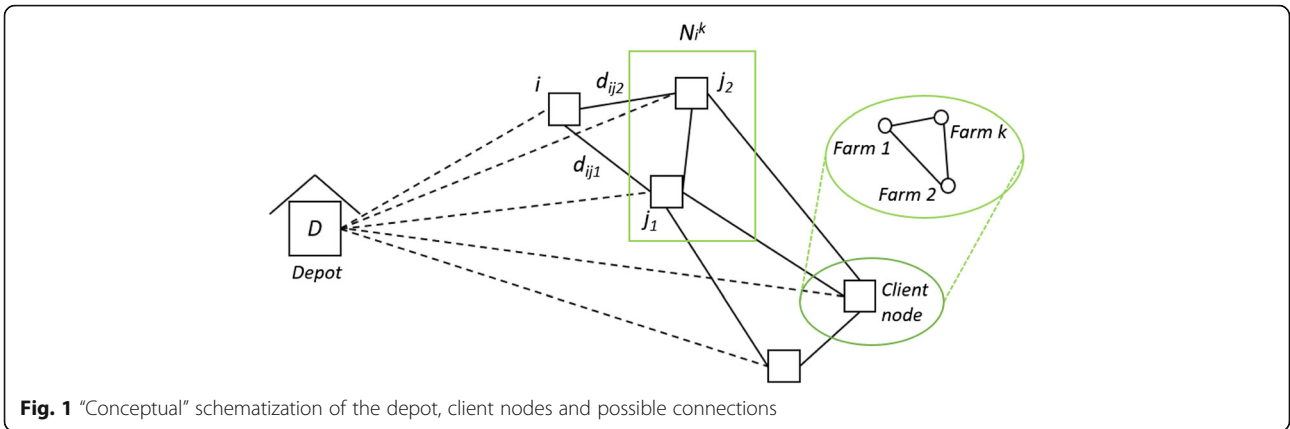 N_i^k
i
d_ij2
j_2
d_ij1
j_1
Farm 1
Farm k
Farm 2
D
Depot
Client
node
Fig. 1 “Conceptual” schematization of the depot, client nodes and possible connections